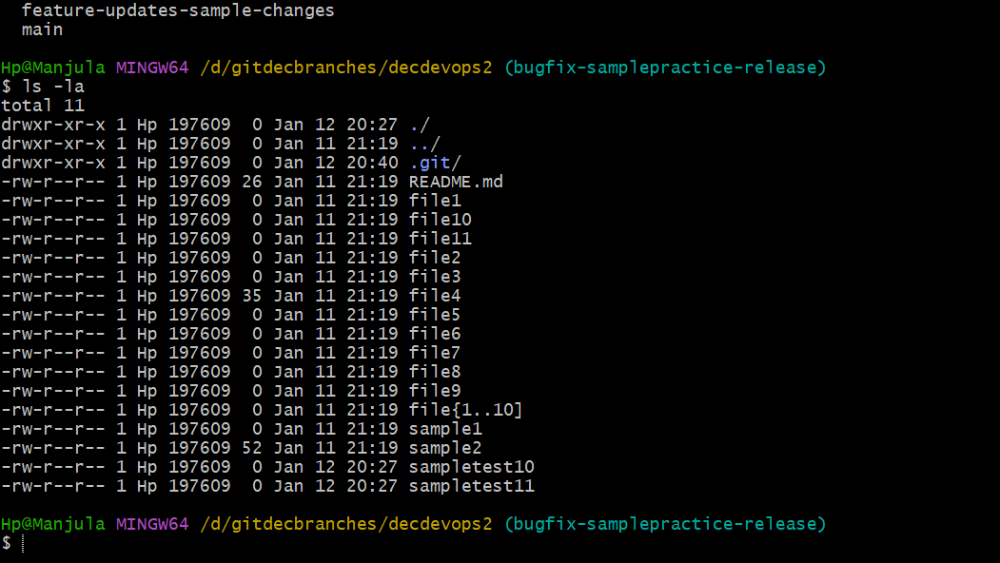 feature-updates-sample-changes
main
Hp@Manjula MINGW64 /d/gitdecbranches/decdevops2 (bugfix-samplepractice-release)
$ ls -la
total 11
drwxr-xr-x 1 Hp 197609  0 Jan 12 20:27 ./
drwxr-xr-x 1 Hp 197609  0 Jan 11 21:19 ../
drwxr-xr-x 1 Hp 197609  0 Jan 12 20:40 .git/
-rw-r--r-- 1 Hp 197609 26 Jan 11 21:19 README.md
-rw-r--r-- 1 Hp 197609  0 Jan 11 21:19 file1
-rw-r--r-- 1 Hp 197609  0 Jan 11 21:19 file10
-rw-r--r-- 1 Hp 197609  0 Jan 11 21:19 file11
-rw-r--r-- 1 Hp 197609  0 Jan 11 21:19 file2
-rw-r--r-- 1 Hp 197609  0 Jan 11 21:19 file3
-rw-r--r-- 1 Hp 197609 35 Jan 11 21:19 file4
-rw-r--r-- 1 Hp 197609  0 Jan 11 21:19 file5
-rw-r--r-- 1 Hp 197609  0 Jan 11 21:19 file6
-rw-r--r-- 1 Hp 197609  0 Jan 11 21:19 file7
-rw-r--r-- 1 Hp 197609  0 Jan 11 21:19 file8
-rw-r--r-- 1 Hp 197609  0 Jan 11 21:19 file9
-rw-r--r-- 1 Hp 197609  0 Jan 11 21:19 file{1..10]
-rw-r--r-- 1 Hp 197609  0 Jan 11 21:19 sample1
-rw-r--r-- 1 Hp 197609 52 Jan 11 21:19 sample2
-rw-r--r-- 1 Hp 197609  0 Jan 12 20:27 sampletest10
-rw-r--r-- 1 Hp 197609  0 Jan 12 20:27 sampletest11
Hp@Manjula MINGW64 /d/gitdecbranches/decdevops2 (bugfix-samplepractice-release)
$